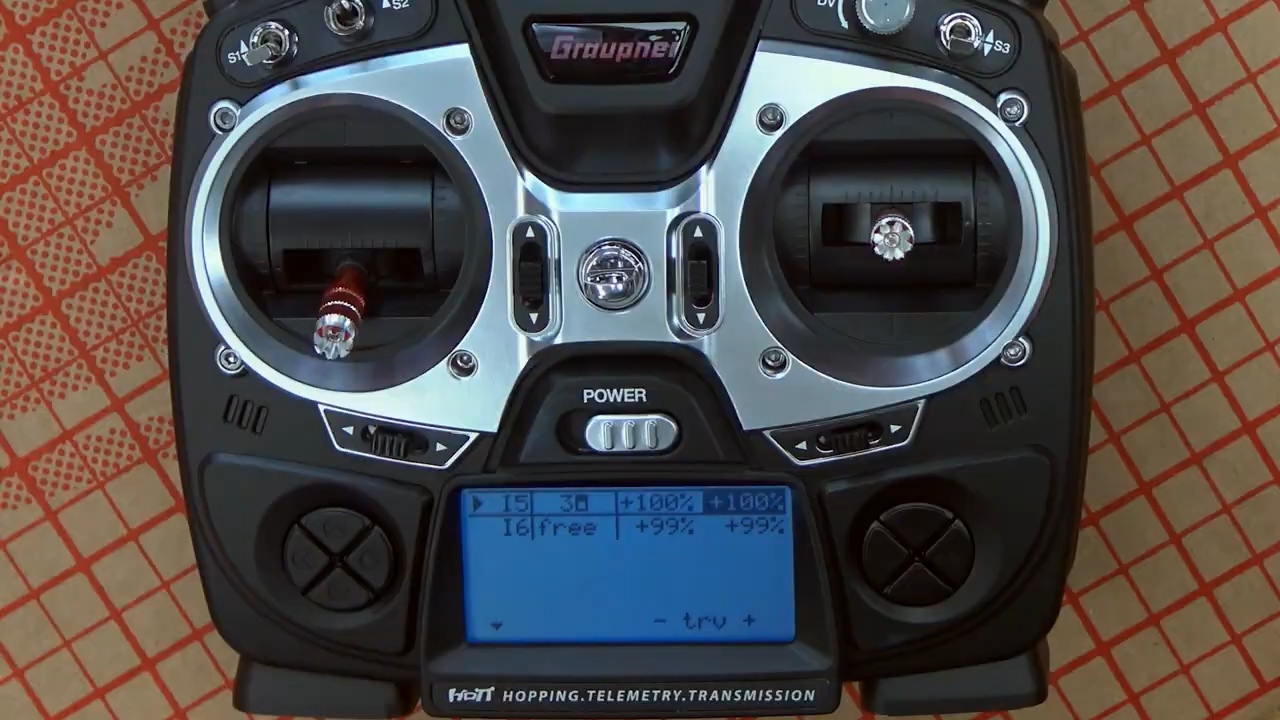 S2
DV
S1
Graupner
S3
POWER
I5 3 +100% +100%
I6 free +99% +99%
- trv +
HoTT HOPPING.TELEMETRY.TRANSMISSION